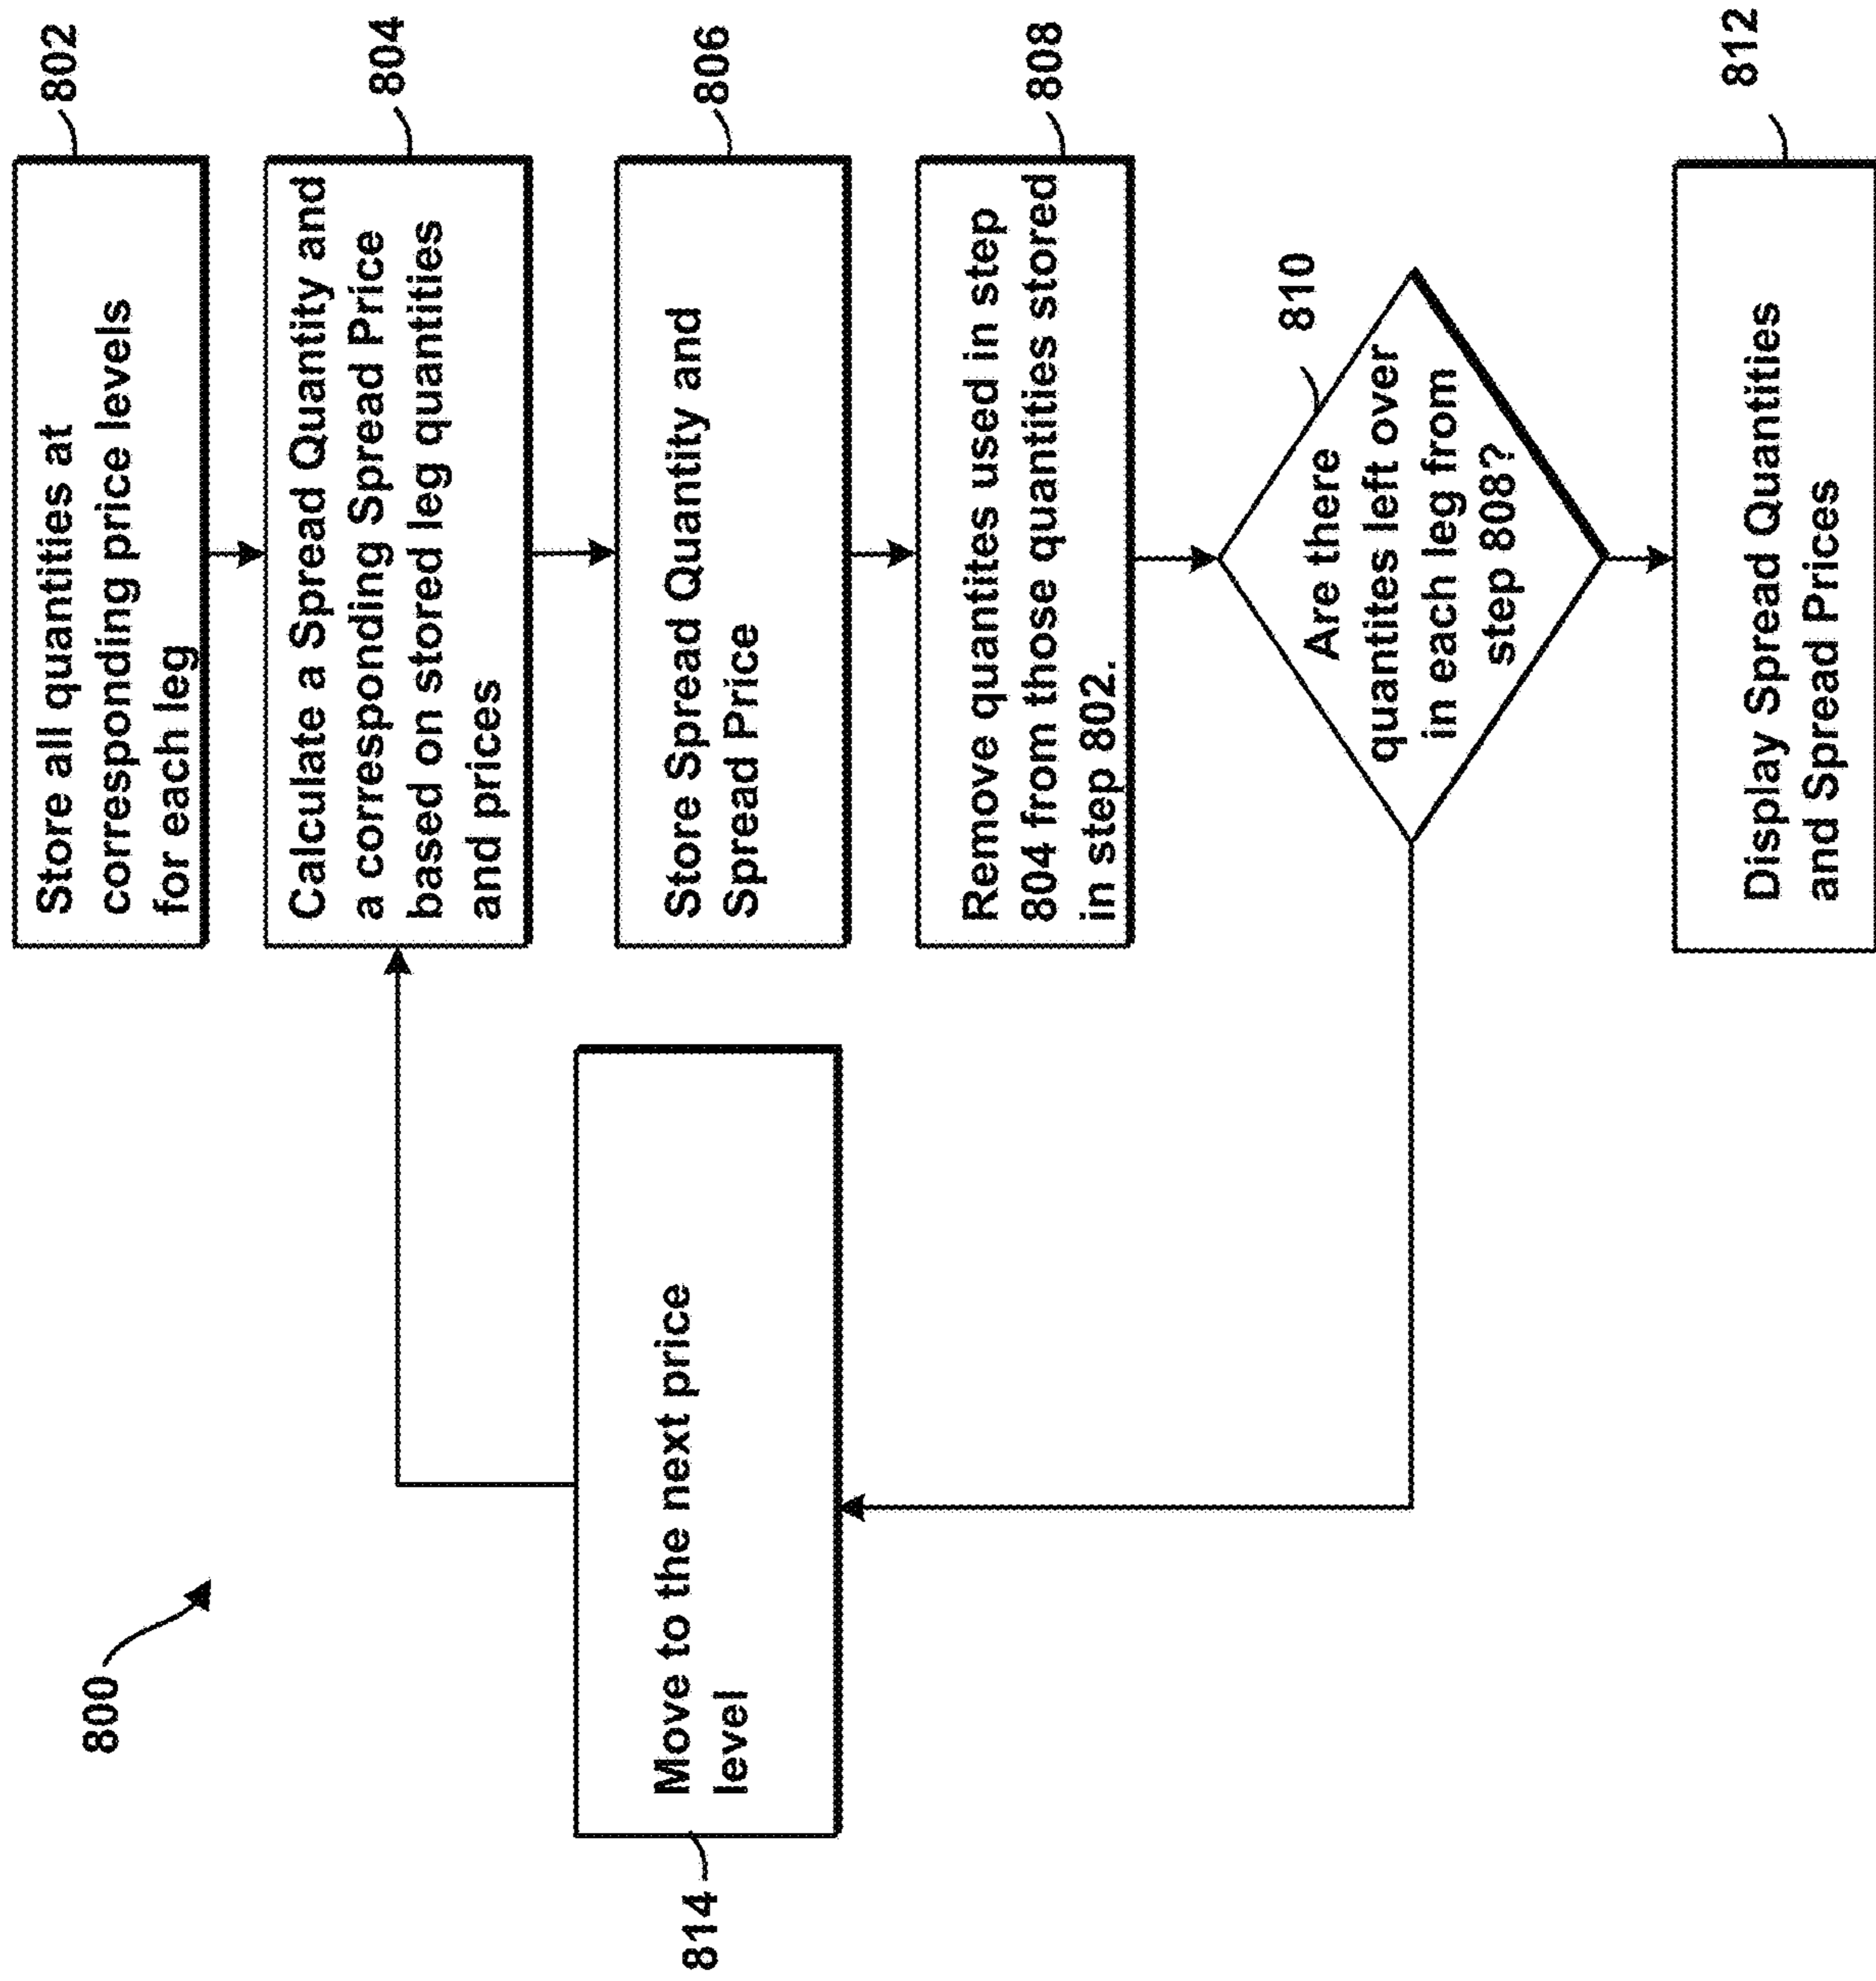 800
802
Store all quantities at
corresponding price levels
for each leg
804
Calculate a Spread Quantity and
a corresponding Spread Price
based on stored leg quantities
and prices
806
Store Spread Quantity and
Spread Price
808
Remove quantites used in step
804 from those quantities stored
in step 802.
810
Are there
quantites left over
in each leg from
step 808?
814
Move to the next price
level
812
Display Spread Quantities
and Spread Prices